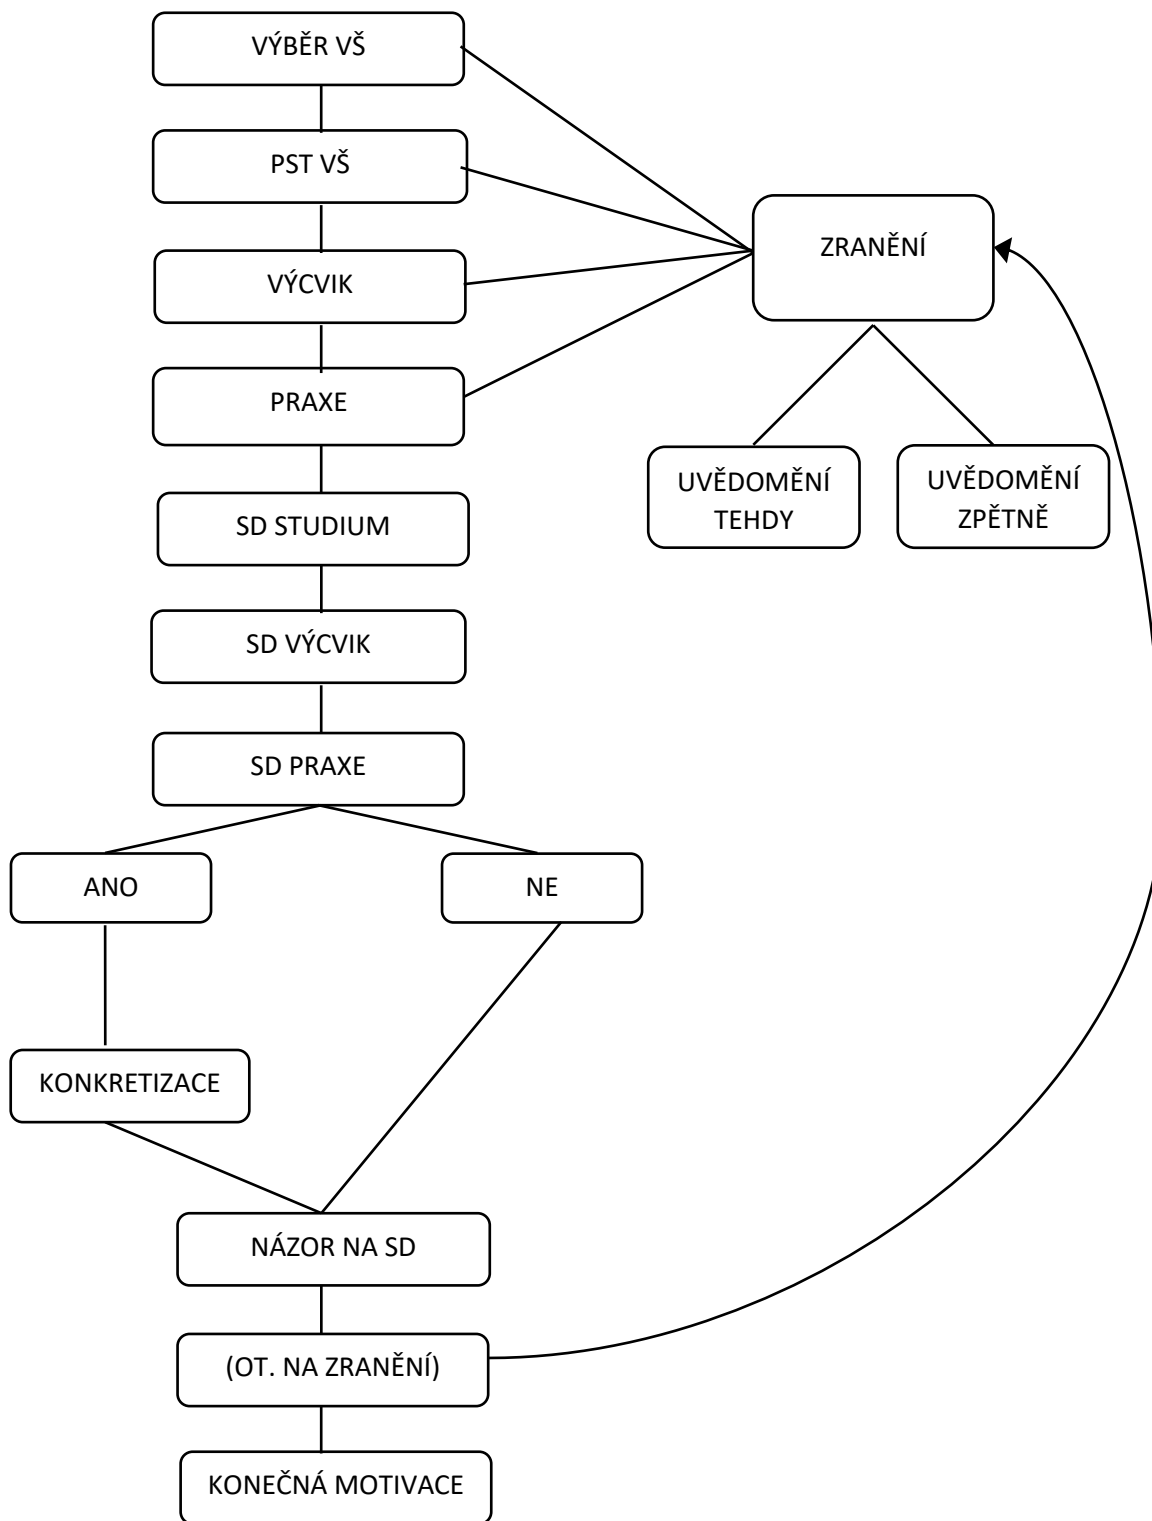 VÝBĚR VŠ
PST VŠ
ZRANĚNÍ
VÝCVIK
PRAXE
UVĚDOMĚNÍ
TEHDY
UVĚDOMĚNÍ
ZPĚTNĚ
SD STUDIUM
SD VÝCVIK
SD PRAXE
ANO
NE
KONKRETIZACE
NÁZOR NA SD
(OT. NA ZRANĚNÍ)
KONEČNÁ MOTIVACE